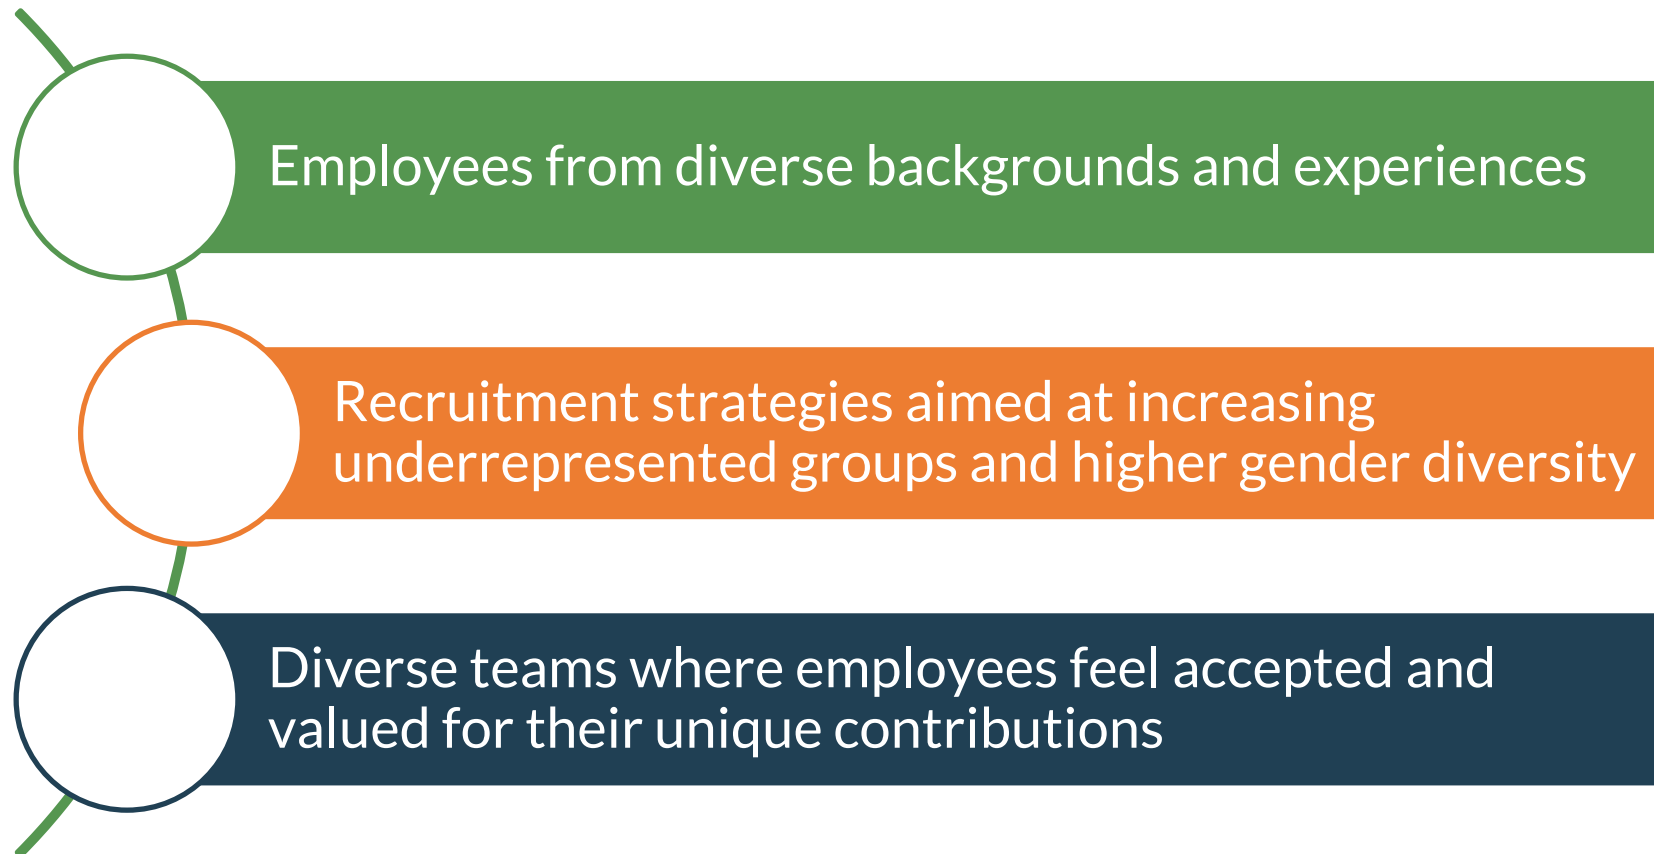 Employees from diverse backgrounds and experiences
Recruitment strategies aimed at increasing
underrepresented groups and higher gender diversity
Diverse teams where employees feel accepted and
valued for their unique contributions